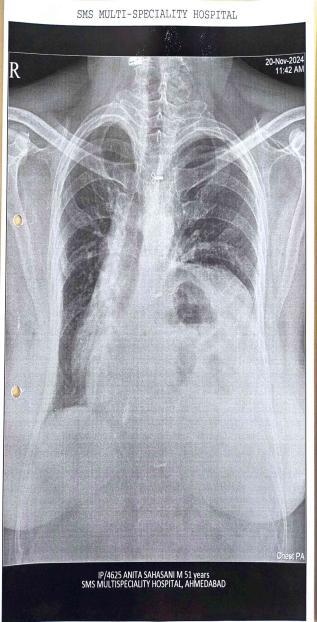 SMS MULTI-SPECIALITY HOSPITAL
R
20-Nov-2024
11:42 AM
Chest PA
IP/4625 ANITA SAHASANI M 51 years
SMS MULTISPECIALITY HOSPITAL, AHMEDABAD